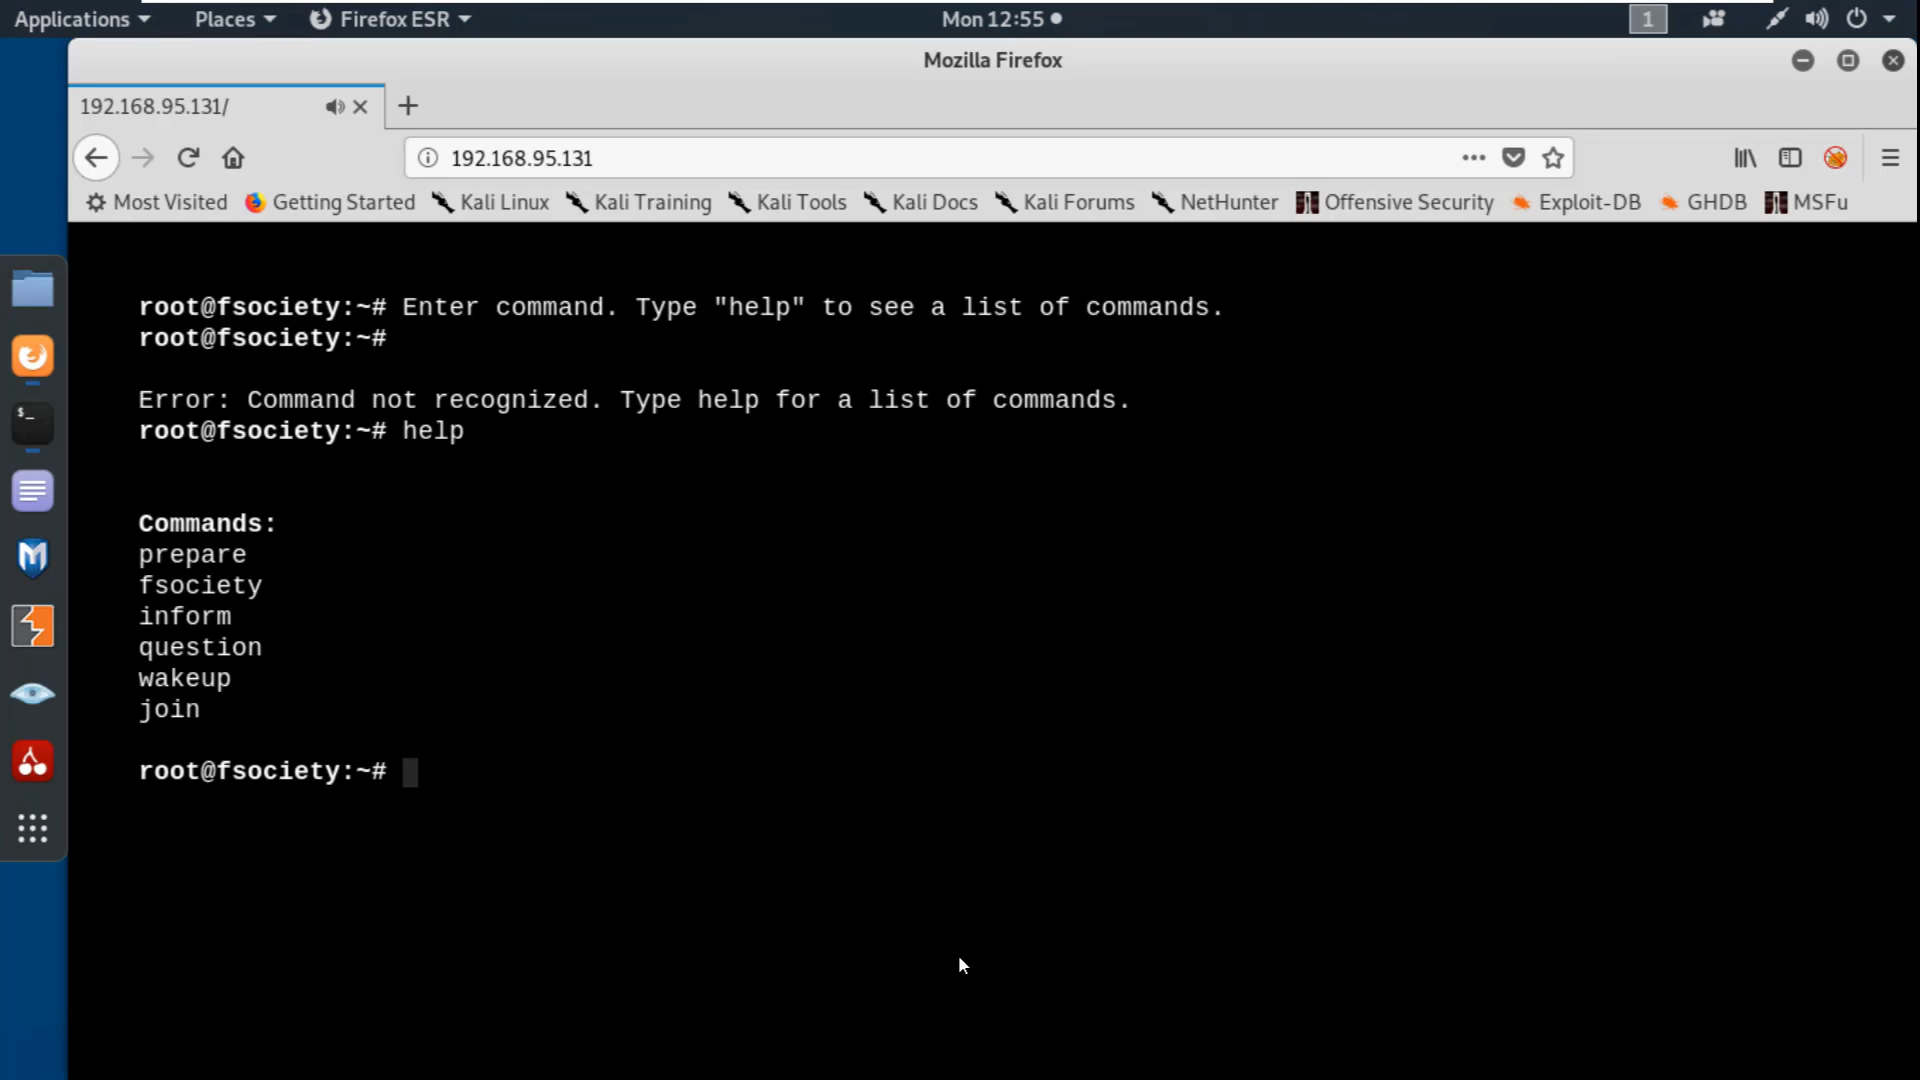 Applications Places Firefox ESR Mon 12:55 1
Mozilla Firefox
192.168.95.131/
192.168.95.131
Most Visited Getting Started Kali Linux Kali Training Kali Tools Kali Docs Kali Forums NetHunter Offensive Security Exploit-DB GHDB MSFu
root@fsociety:~# Enter command. Type "help" to see a list of commands.
root@fsociety:~#
Error: Command not recognized. Type help for a list of commands.
root@fsociety:~# help
Commands:
prepare
fsociety
inform
question
wakeup
join
root@fsociety:~#